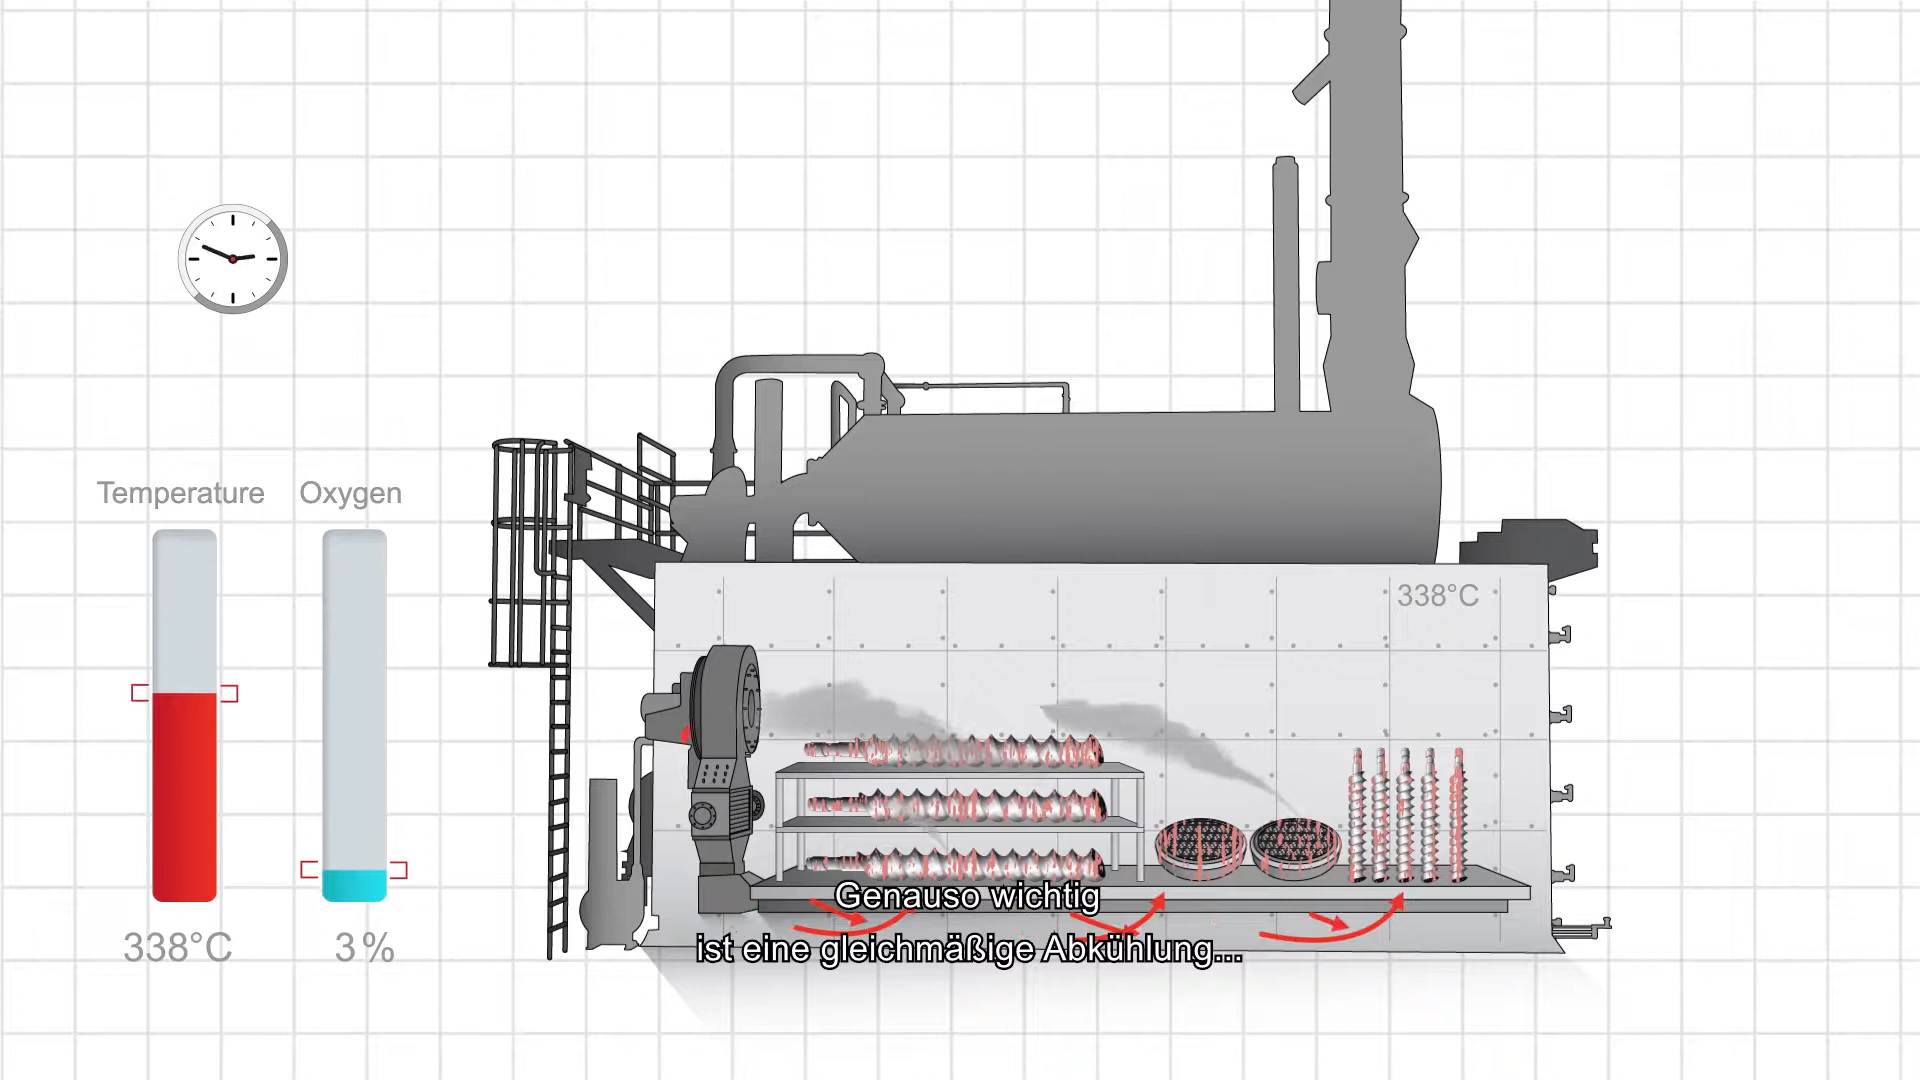 Temperature
Oxygen
338°C
338°C
3%
Genauso wichtig
ist eine gleichmäßige Abkühlung...